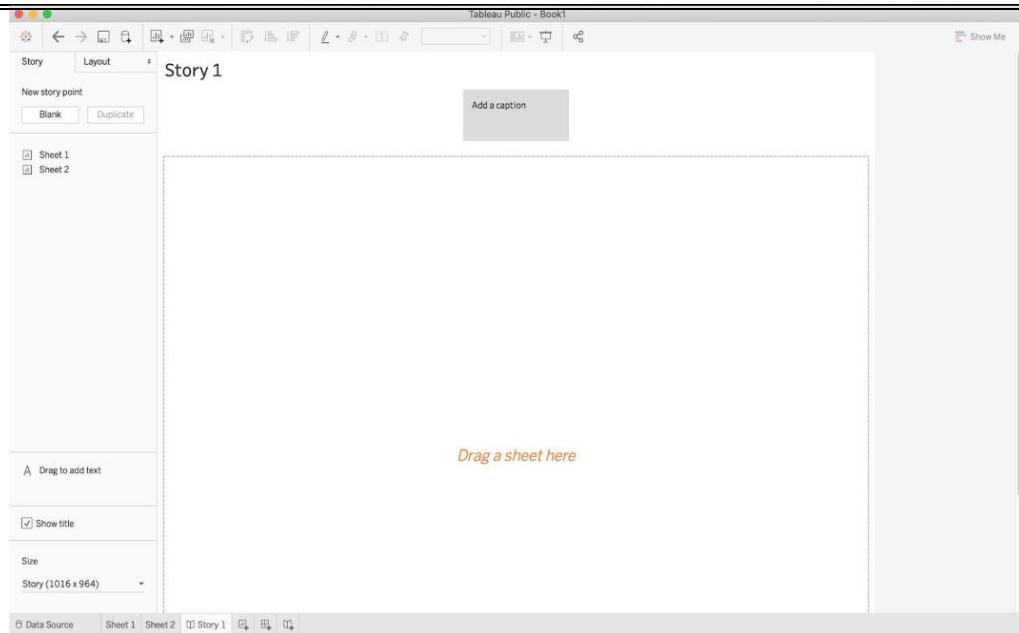 Tableau Public - Book1
Show Me
Story Layout
Story 1
New story point
Blank Duplicate
Add a caption
Sheet 1
Sheet 2
Drag a sheet here
A Drag to add text
Show title
Size
Story (1016 x 964)
Data Source Sheet 1 Sheet 2 Story 1